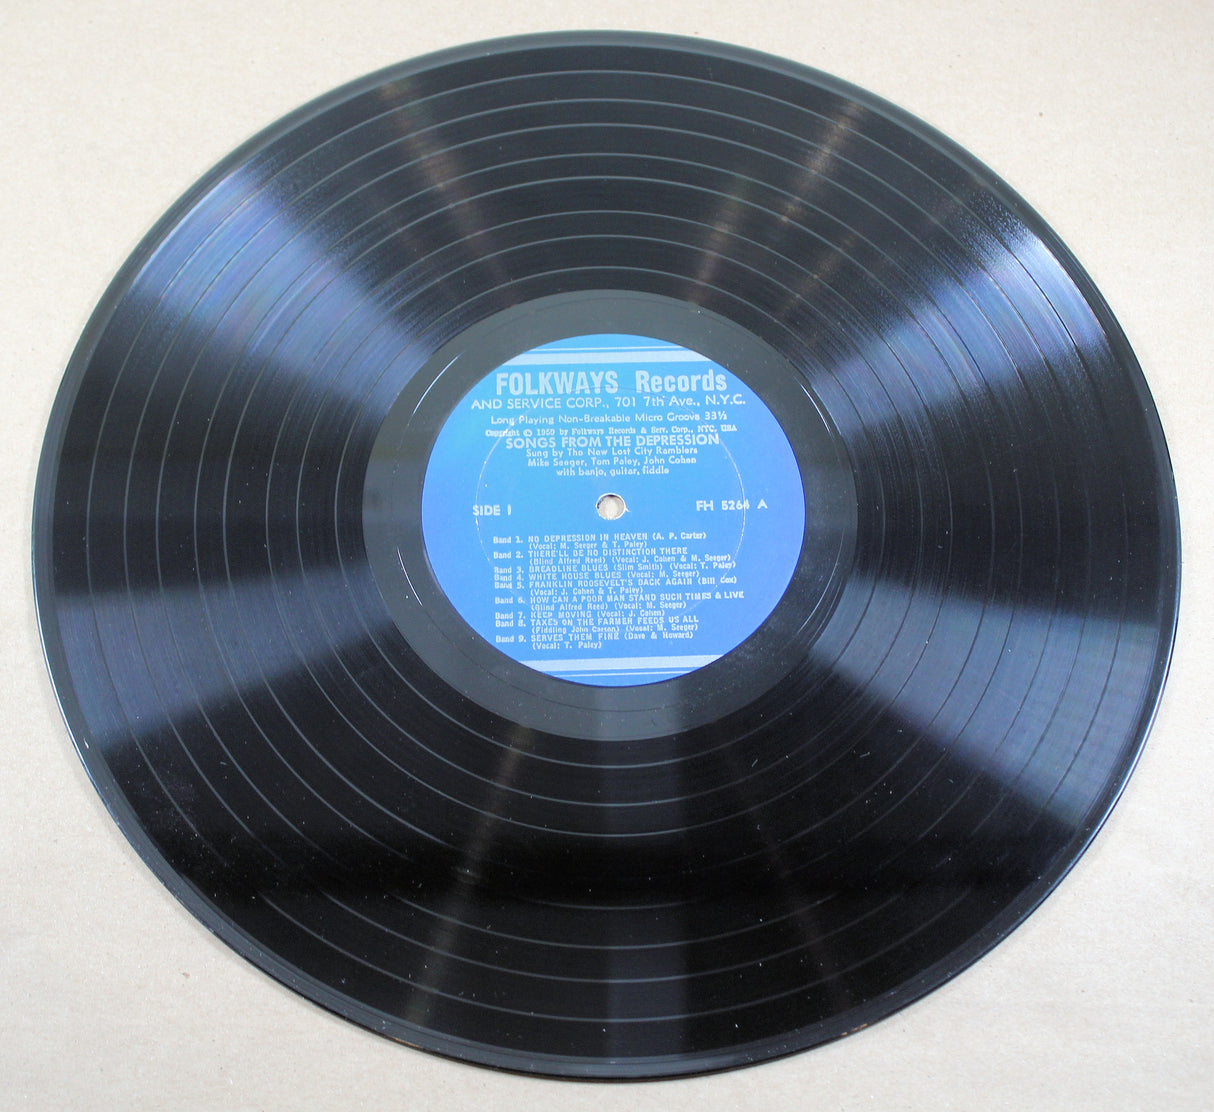 FOLKWAYS Records
AND SERVICE CORP., 701 7th Ave., N.Y.C.
Long Playing Non-Breakable Micro Groove 33⅓
Copyright © 1959 by Folkways Records & Serv. Corp., NYC, USA
SONGS FROM THE DEPRESSION
Sung by The New Lost City Ramblers
Mike Seeger, Tom Paley, John Cohen
with banjo, guitar, fiddle
SIDE I FH 5264 A
Band 1. NO DEPRESSION IN HEAVEN (A. P. Carter)
(Vocal: M. Seeger & T. Paley)
Band 2. THERE'LL BE NO DISTINCTION THERE
(Blind Alfred Reed) (Vocal: J. Cohen & M. Seeger)
Band 3. BREADLINE BLUES (Slim Smith) (Vocal: T. Paley)
Band 4. WHITE HOUSE BLUES (Vocal: M. Seeger)
Band 5. FRANKLIN ROOSEVELT'S BACK AGAIN (Bill Cox)
(Vocal: J. Cohen & T. Paley)
Band 6. HOW CAN A POOR MAN STAND SUCH TIMES & LIVE
(Blind Alfred Reed) (Vocal: M. Seeger)
Band 7. KEEP MOVING (Vocal: J. Cohen)
Band 8. TAXES ON THE FARMER FEEDS US ALL
(Fiddling John Carson) (Vocal: M. Seeger)
Band 9. SERVES THEM FINE (Dave & Howard)
(Vocal: T. Paley)